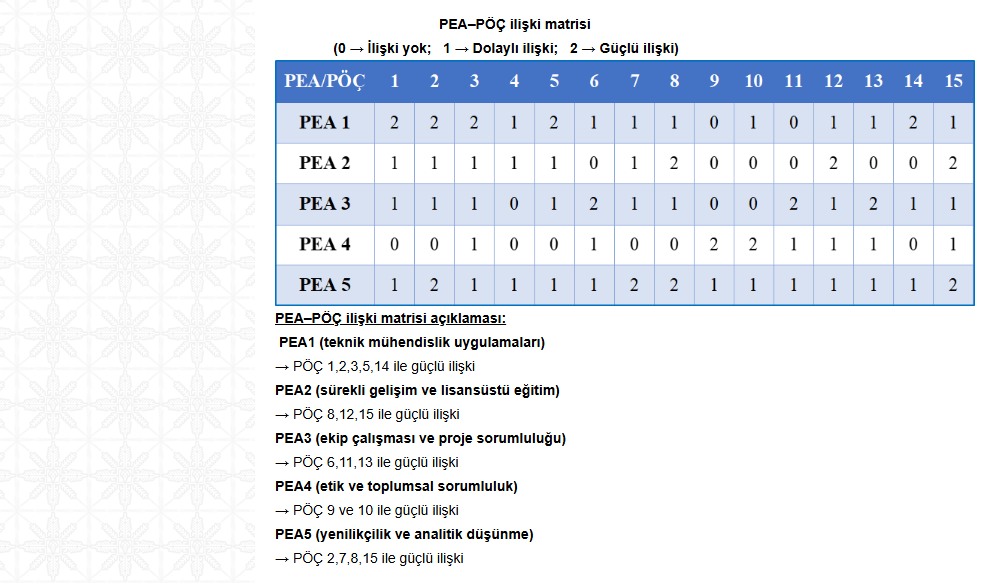 PEA–PÖÇ ilişki matrisi
(0 → İlişki yok; 1 → Dolaylı ilişki; 2 → Güçlü ilişki)
PEA/PÖÇ 1 2 3 4 5 6 7 8 9 10 11 12 13 14 15
PEA 1 2 2 2 1 2 1 1 1 0 1 0 1 1 2 1
PEA 2 1 1 1 1 1 0 1 2 0 0 0 2 0 0 2
PEA 3 1 1 1 0 1 2 1 1 0 0 2 1 2 1 1
PEA 4 0 0 1 0 0 1 0 0 2 2 1 1 1 0 1
PEA 5 1 2 1 1 1 1 2 2 1 1 1 1 1 1 2
PEA–PÖÇ ilişki matrisi açıklaması:
PEA1 (teknik mühendislik uygulamaları)
→ PÖÇ 1,2,3,5,14 ile güçlü ilişki
PEA2 (sürekli gelişim ve lisansüstü eğitim)
→ PÖÇ 8,12,15 ile güçlü ilişki
PEA3 (ekip çalışması ve proje sorumluluğu)
→ PÖÇ 6,11,13 ile güçlü ilişki
PEA4 (etik ve toplumsal sorumluluk)
→ PÖÇ 9 ve 10 ile güçlü ilişki
PEA5 (yenilikçilik ve analitik düşünme)
→ PÖÇ 2,7,8,15 ile güçlü ilişki